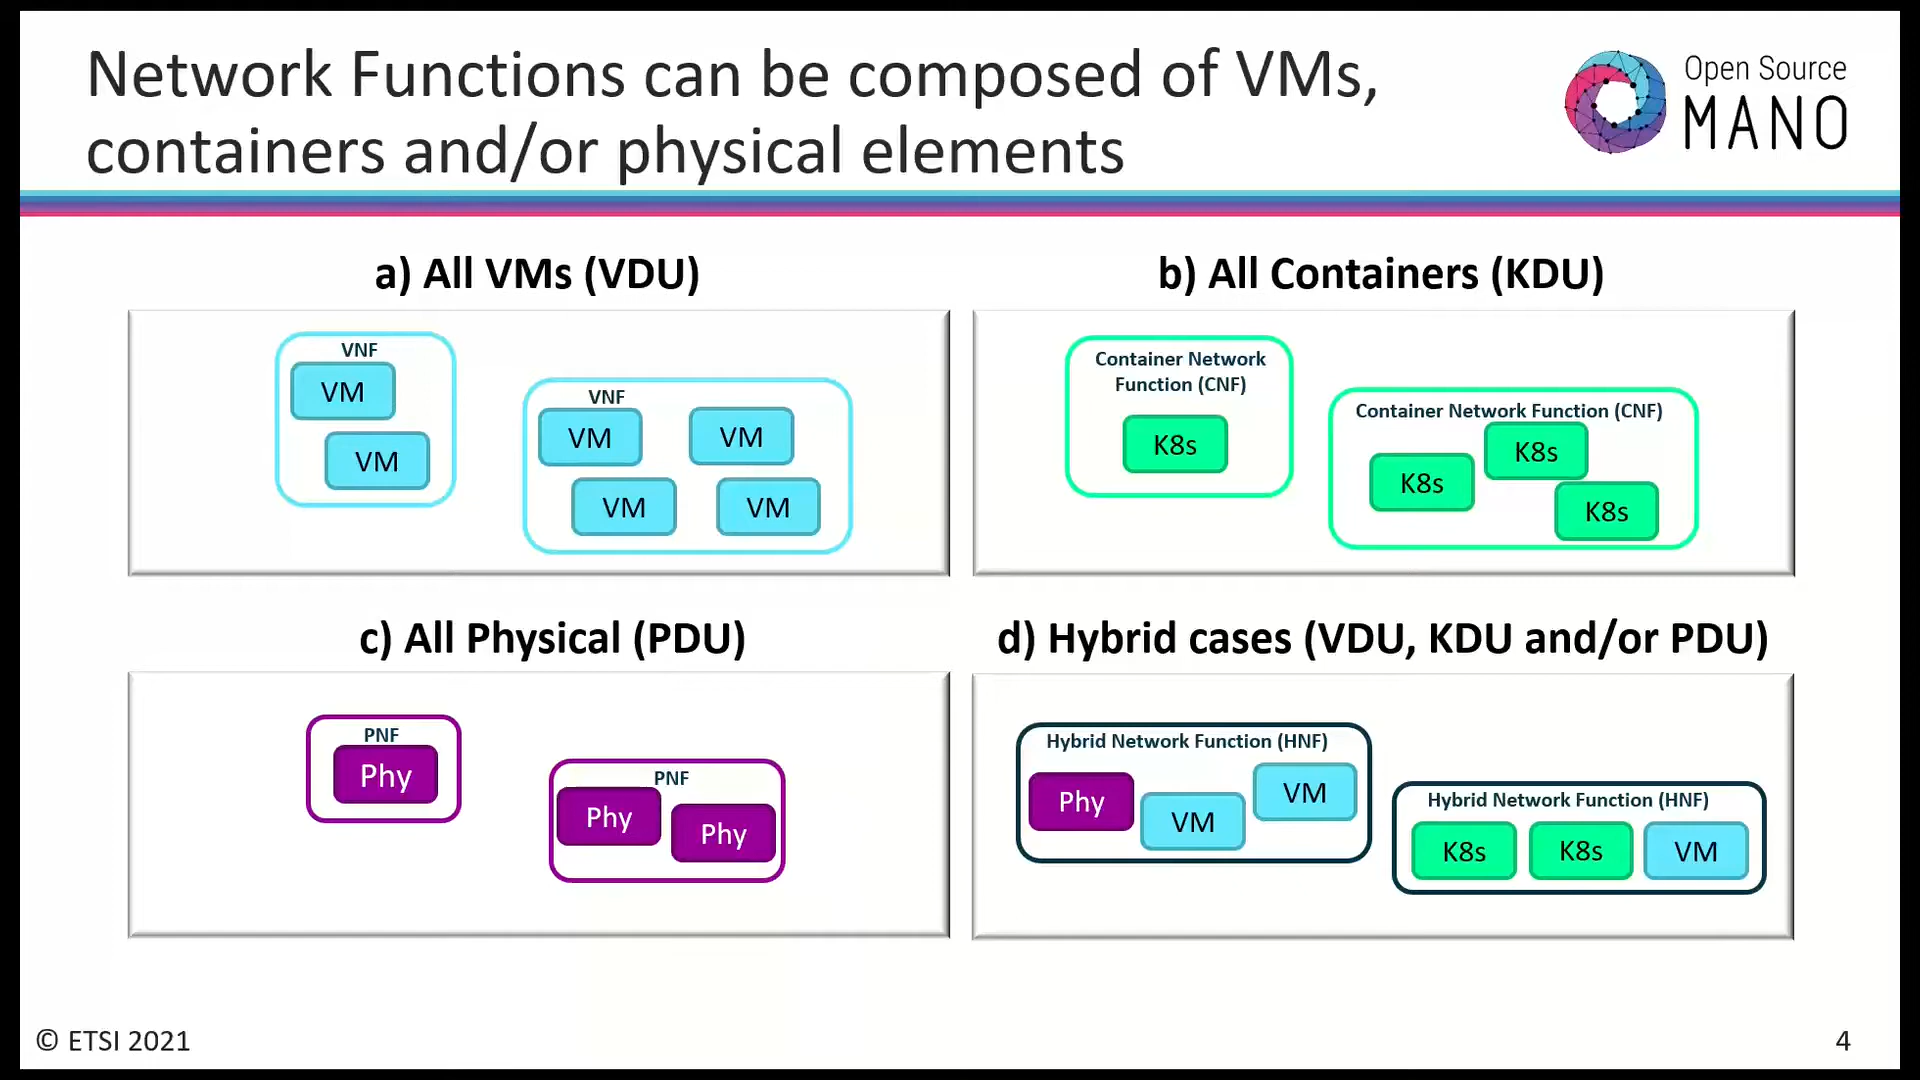 Network Functions can be composed of VMs,
containers and/or physical elements
Open Source
MANO
a) All VMs (VDU)
VNF
VM
VM
VNF
VM
VM
VM
VM
b) All Containers (KDU)
Container Network
Function (CNF)
K8s
Container Network Function (CNF)
K8s
K8s
K8s
c) All Physical (PDU)
PNF
Phy
PNF
Phy
Phy
d) Hybrid cases (VDU, KDU and/or PDU)
Hybrid Network Function (HNF)
Phy
VM
VM
Hybrid Network Function (HNF)
K8s
K8s
VM
© ETSI 2021
4